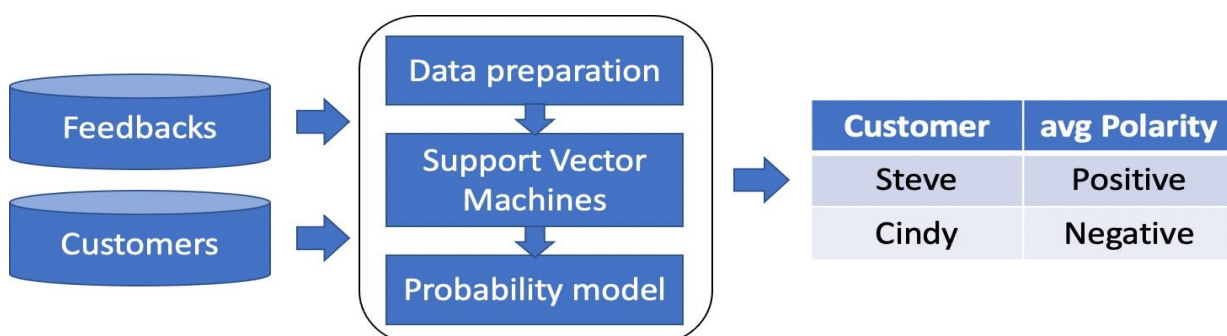 Feedbacks
Customers
Data preparation
Support Vector
Machines
Probability model
Customer avg Polarity
Steve Positive
Cindy Negative